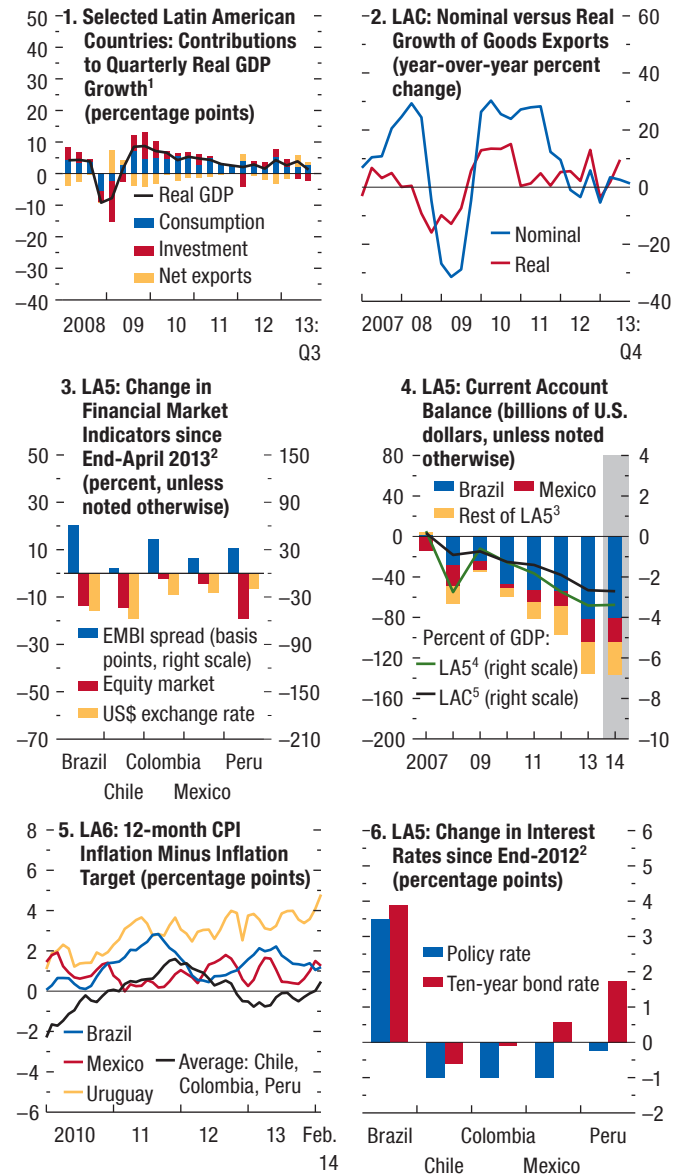 1. Selected Latin American
Countries: Contributions
to Quarterly Real GDP
Growth1
(percentage points)
50
40
30
20
10
0
–10
–20
–30
–40
Real GDP
Consumption
Investment
Net exports
2008 09 10 11 12 13:
Q3
2. LAC: Nominal versus Real
Growth of Goods Exports
(year-over-year percent
change)
60
40
20
0
–20
–40
Nominal
Real
2007 08 09 10 11 12 13:
Q4
3. LA5: Change in
Financial Market
Indicators since
End-April 20132
(percent, unless
noted otherwise)
50
30
10
–10
–30
–50
–70
150
90
30
–30
–90
–150
–210
EMBI spread (basis
points, right scale)
Equity market
US$ exchange rate
Brazil Colombia Peru
Chile Mexico
4. LA5: Current Account
Balance (billions of U.S.
dollars, unless noted
otherwise)
80
40
0
–40
–80
–120
–160
–200
4
2
0
–2
–4
–6
–8
–10
Brazil Mexico
Rest of LA53
Percent of GDP:
LA54 (right scale)
LAC5 (right scale)
2007 09 11 13 14
5. LA6: 12-month CPI
Inflation Minus Inflation
Target (percentage points)
8
6
4
2
0
–2
–4
–6
Brazil
Mexico
Uruguay
Average: Chile,
Colombia, Peru
2010 11 12 13 Feb.
14
6. LA5: Change in Interest
Rates since End-20122
(percentage points)
6
5
4
3
2
1
0
–1
–2
Policy rate
Ten-year bond rate
Brazil Colombia Peru
Chile Mexico